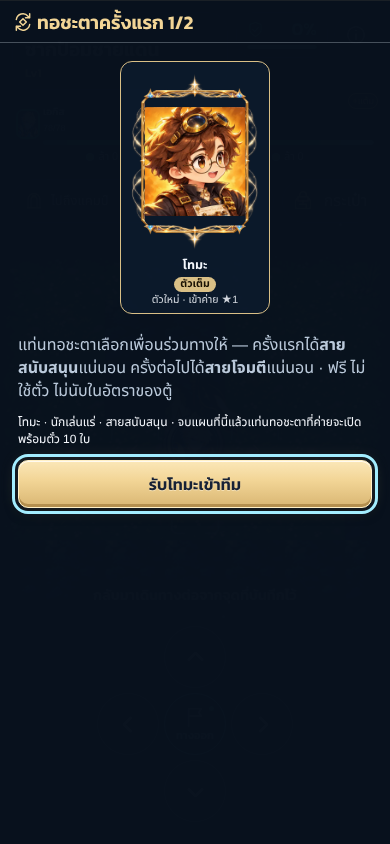 ทอชะตาครั้งแรก 1/2
โทมะ
ตัวเต็ม
ตัวใหม่ · เข้าค่าย ★1
แท่นทอชะตาเลือกเพื่อนร่วมทางให้ — ครั้งแรกได้สาย
สนับสนุนแน่นอน ครั้งต่อไปได้สายโจมตีแน่นอน · ฟรี ไม่
ใช้ตั๋ว ไม่นับในอัตราของตู้
โทมะ · นักเล่นแร่ · สายสนับสนุน · จบแผนที่นี้แล้วแท่นทอชะตาที่ค่ายจะเปิด
พร้อมตั๋ว 10 ใบ
รับโทมะเข้าทีม